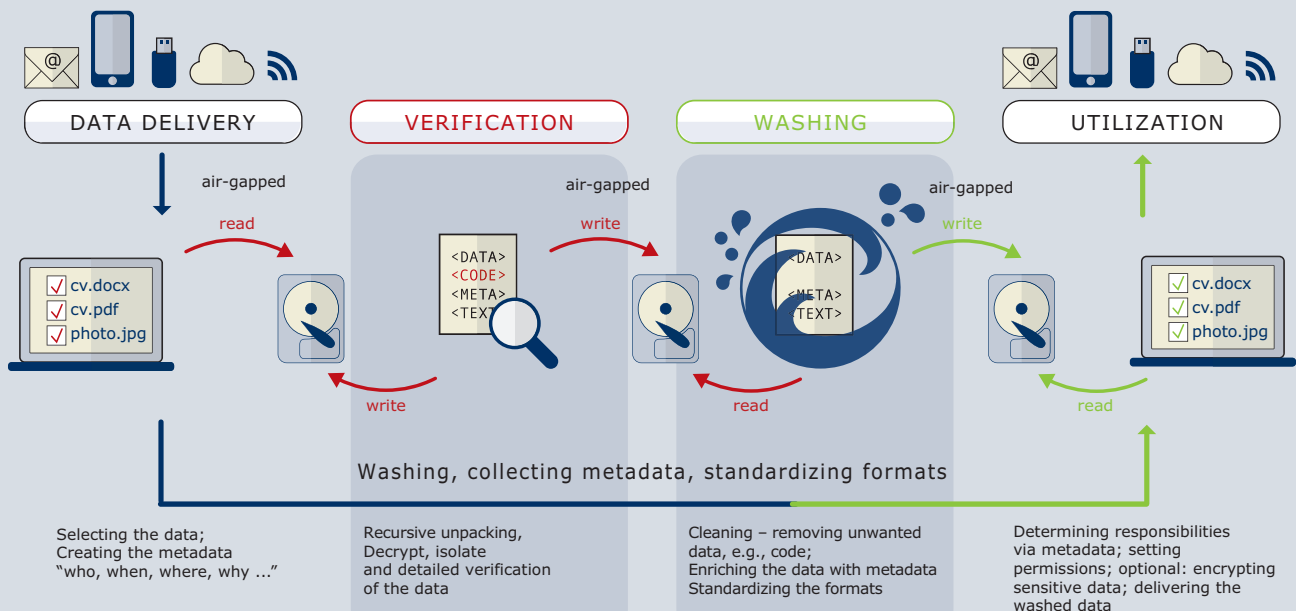 @
@
DATA DELIVERY
VERIFICATION
WASHING
UTILIZATION
air-gapped
read
air-gapped
write
air-gapped
write
cv.docx
cv.pdf
photo.jpg
<DATA>
<CODE>
<META>
<TEXT
<DATA>
<META>
<TEXT>
cv.docx
cv.pdf
photo.jpg
write
read
read
Washing, collecting metadata, standardizing formats
Selecting the data;
Creating the metadata
“who, when, where, why ...”
Recursive unpacking,
Decrypt, isolate
and detailed verification
of the data
Cleaning – removing unwanted
data, e.g., code;
Enriching the data with metadata
Standardizing the formats
Determining responsibilities
via metadata; setting
permissions; optional: encrypting
sensitive data; delivering the
washed data